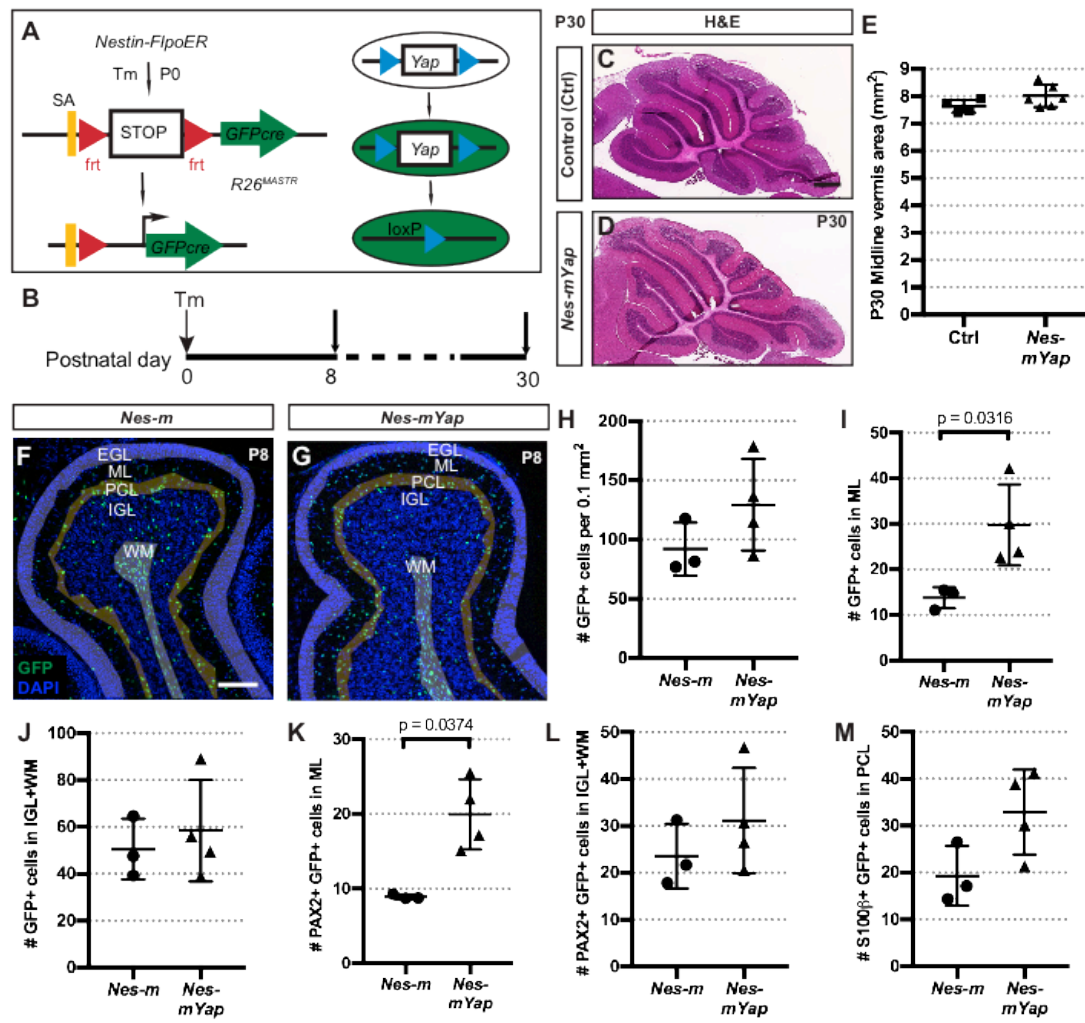 A
Nestin-FlpoER
Tm P0
SA
STOP
GFPcre
frt
frt
R26MASTR
GFPcre
Yap
Yap
loxP
B
Tm
Postnatal day
0
8
30
P30
H&E
Control (Ctrl)
C
Nes-mYap
D
P30
E
P30 Midline vermis area (mm²)
9
8
7
6
5
4
3
2
1
0
Ctrl
Nes-
mYap
Nes-m
Nes-mYap
F
P8
EGL
ML
PCL
IGL
WM
GFP
DAPI
G
P8
EGL
ML
PCL
IGL
WM
H
# GFP+ cells per 0.1 mm²
200
150
100
50
0
Nes-m
Nes-
mYap
I
p = 0.0316
# GFP+ cells in ML
50
40
30
20
10
0
Nes-m
Nes-
mYap
J
# GFP+ cells in IGL+WM
100
80
60
40
20
0
Nes-m
Nes-
mYap
K
p = 0.0374
# PAX2+ GFP+ cells in ML
30
20
10
0
Nes-m
Nes-
mYap
L
# PAX2+ GFP+ cells in IGL+WM
50
40
30
20
10
0
Nes-m
Nes-
mYap
M
# S100β+ GFP+ cells in PCL
50
40
30
20
10
0
Nes-m
Nes-
mYap